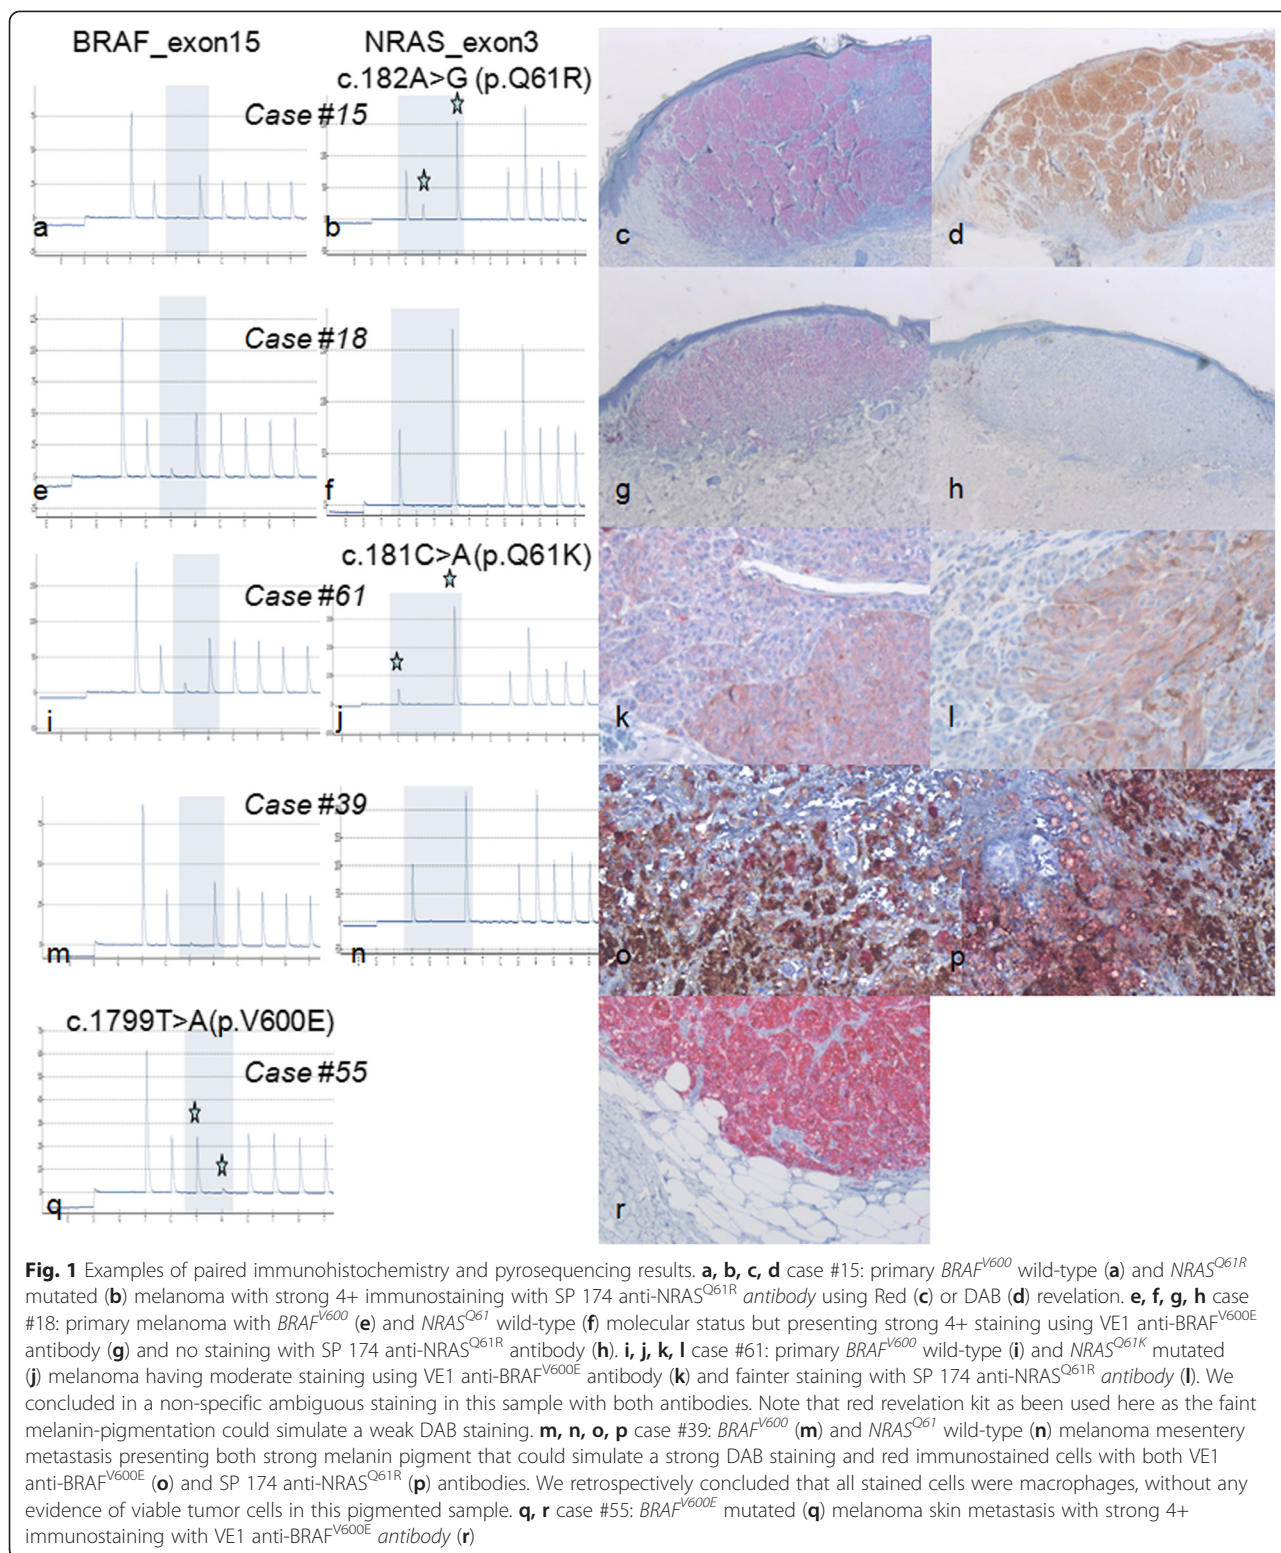 BRAF_exon15
NRAS_exon3
c.182A>G (p.Q61R)
Case #15
a
b
c
d
Case #18
e
f
g
h
c.181C>A(p.Q61K)
Case #61
i
j
k
l
Case #39
m
n
o
p
c.1799T>A(p.V600E)
Case #55
q
r
Fig. 1 Examples of paired immunohistochemistry and pyrosequencing results. a, b, c, d case #15: primary BRAFV600 wild-type (a) and NRASQ61R
mutated (b) melanoma with strong 4+ immunostaining with SP 174 anti-NRASQ61R antibody using Red (c) or DAB (d) revelation. e, f, g, h case
#18: primary melanoma with BRAFV600 (e) and NRASQ61 wild-type (f) molecular status but presenting strong 4+ staining using VE1 anti-BRAFV600E
antibody (g) and no staining with SP 174 anti-NRASQ61R antibody (h). i, j, k, l case #61: primary BRAFV600 wild-type (i) and NRASQ61K mutated
(j) melanoma having moderate staining using VE1 anti-BRAFV600E antibody (k) and fainter staining with SP 174 anti-NRASQ61R antibody (l). We
concluded in a non-specific ambiguous staining in this sample with both antibodies. Note that red revelation kit as been used here as the faint
melanin-pigmentation could simulate a weak DAB staining. m, n, o, p case #39: BRAFV600 (m) and NRASQ61 wild-type (n) melanoma mesentery
metastasis presenting both strong melanin pigment that could simulate a strong DAB staining and red immunostained cells with both VE1
anti-BRAFV600E (o) and SP 174 anti-NRASQ61R (p) antibodies. We retrospectively concluded that all stained cells were macrophages, without any
evidence of viable tumor cells in this pigmented sample. q, r case #55: BRAFV600E mutated (q) melanoma skin metastasis with strong 4+
immunostaining with VE1 anti-BRAFV600E antibody (r)